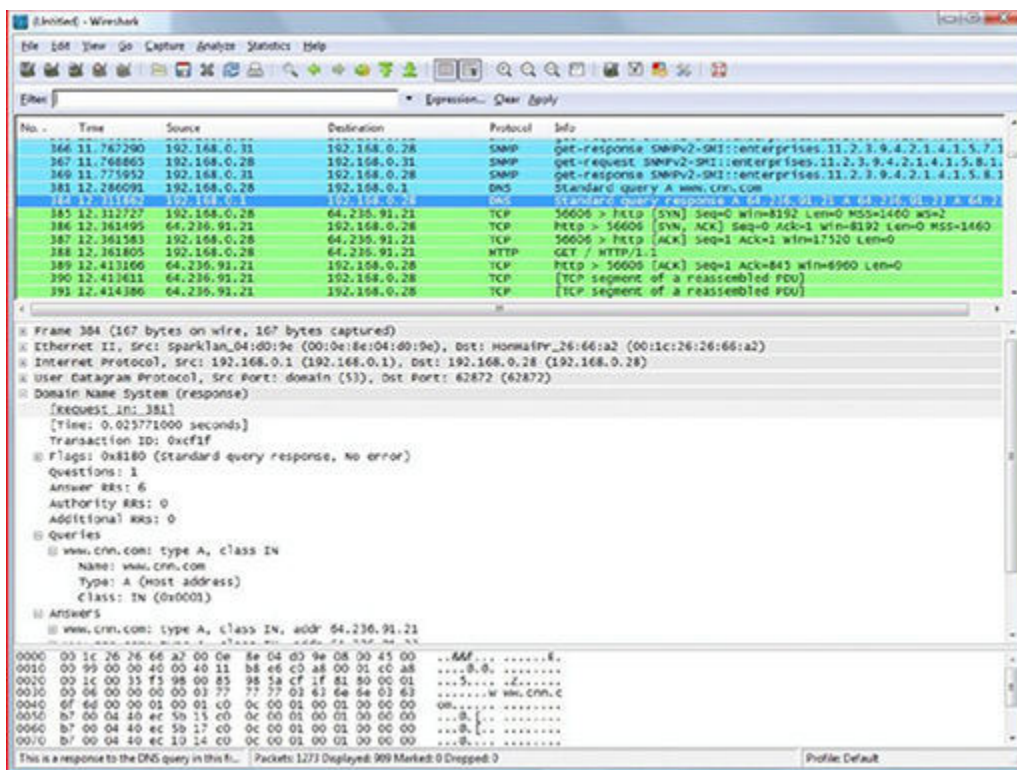 (Untitled) - Wireshark
File Edit View Go Capture Analyze Statistics Help
Filter: Expression... Clear Apply
No. . Time Source Destination Protocol Info
366 11.767290 192.168.0.31 192.168.0.28 SNMP get-response SNMPv2-SMI::enterprises.11.2.3.9.4.2.1.4.1.5.7.1
367 11.768865 192.168.0.28 192.168.0.31 SNMP get-request SNMPv2-SMI::enterprises.11.2.3.9.4.2.1.4.1.5.8.1.
369 11.775952 192.168.0.31 192.168.0.28 SNMP get-response SNMPv2-SMI::enterprises.11.2.3.9.4.2.1.4.1.5.8.1
381 12.286091 192.168.0.28 192.168.0.1 DNS Standard query A www.cnn.com
384 12.311862 192.168.0.1 192.168.0.28 DNS Standard query response A 64.236.91.21 A 64.236.91.23 A 64.2
385 12.312727 192.168.0.28 64.236.91.21 TCP 56606 > http [SYN] Seq=0 Win=8192 Len=0 MSS=1460 WS=2
386 12.361495 64.236.91.21 192.168.0.28 TCP http > 56606 [SYN, ACK] Seq=0 Ack=1 Win=8192 Len=0 MSS=1460
387 12.361583 192.168.0.28 64.236.91.21 TCP 56606 > http [ACK] Seq=1 Ack=1 Win=17520 Len=0
388 12.361805 192.168.0.28 64.236.91.21 HTTP GET / HTTP/1.1
389 12.413166 64.236.91.21 192.168.0.28 TCP http > 56606 [ACK] Seq=1 Ack=845 Win=6960 Len=0
390 12.413611 64.236.91.21 192.168.0.28 TCP [TCP segment of a reassembled PDU]
391 12.414386 64.236.91.21 192.168.0.28 TCP [TCP segment of a reassembled PDU]
Frame 384 (167 bytes on wire, 167 bytes captured)
Ethernet II, Src: Sparklan_04:d0:9e (00:0e:8e:04:d0:9e), Dst: HonHaiPr_26:66:a2 (00:1c:26:26:66:a2)
Internet Protocol, Src: 192.168.0.1 (192.168.0.1), Dst: 192.168.0.28 (192.168.0.28)
User Datagram Protocol, Src Port: domain (53), Dst Port: 62872 (62872)
Domain Name System (response)
[Request In: 381]
[Time: 0.025771000 seconds]
Transaction ID: 0xcf1f
Flags: 0x8180 (Standard query response, No error)
Questions: 1
Answer RRs: 6
Authority RRs: 0
Additional RRs: 0
Queries
www.cnn.com: type A, class IN
Name: www.cnn.com
Type: A (Host address)
Class: IN (0x0001)
Answers
www.cnn.com: type A, class IN, addr 64.236.91.21
0000 00 1c 26 26 66 a2 00 0e 8e 04 d0 9e 08 00 45 00 ..&&f... ......E.
0010 00 99 00 00 40 00 40 11 b8 e6 c0 a8 00 01 c0 a8 ....@.@. ........
0020 00 1c 00 35 f5 98 00 85 98 5a cf 1f 81 80 00 01 ...5.... .Z......
0030 00 06 00 00 00 00 03 77 77 77 03 63 6e 6e 03 63 .......w ww.cnn.c
0040 6f 6d 00 00 01 00 01 c0 0c 00 01 00 01 00 00 00 om...... ........
0050 b7 00 04 40 ec 5b 15 c0 0c 00 01 00 01 00 00 00 ...@.[.. ........
0060 b7 00 04 40 ec 5b 17 c0 0c 00 01 00 01 00 00 00 ...@.[.. ........
0070 b7 00 04 40 ec 10 14 c0 0c 00 01 00 01 00 00 00 ...@.... ........
This is a response to the DNS query in this fr... Packets: 1273 Displayed: 909 Marked: 0 Dropped: 0 Profile: Default